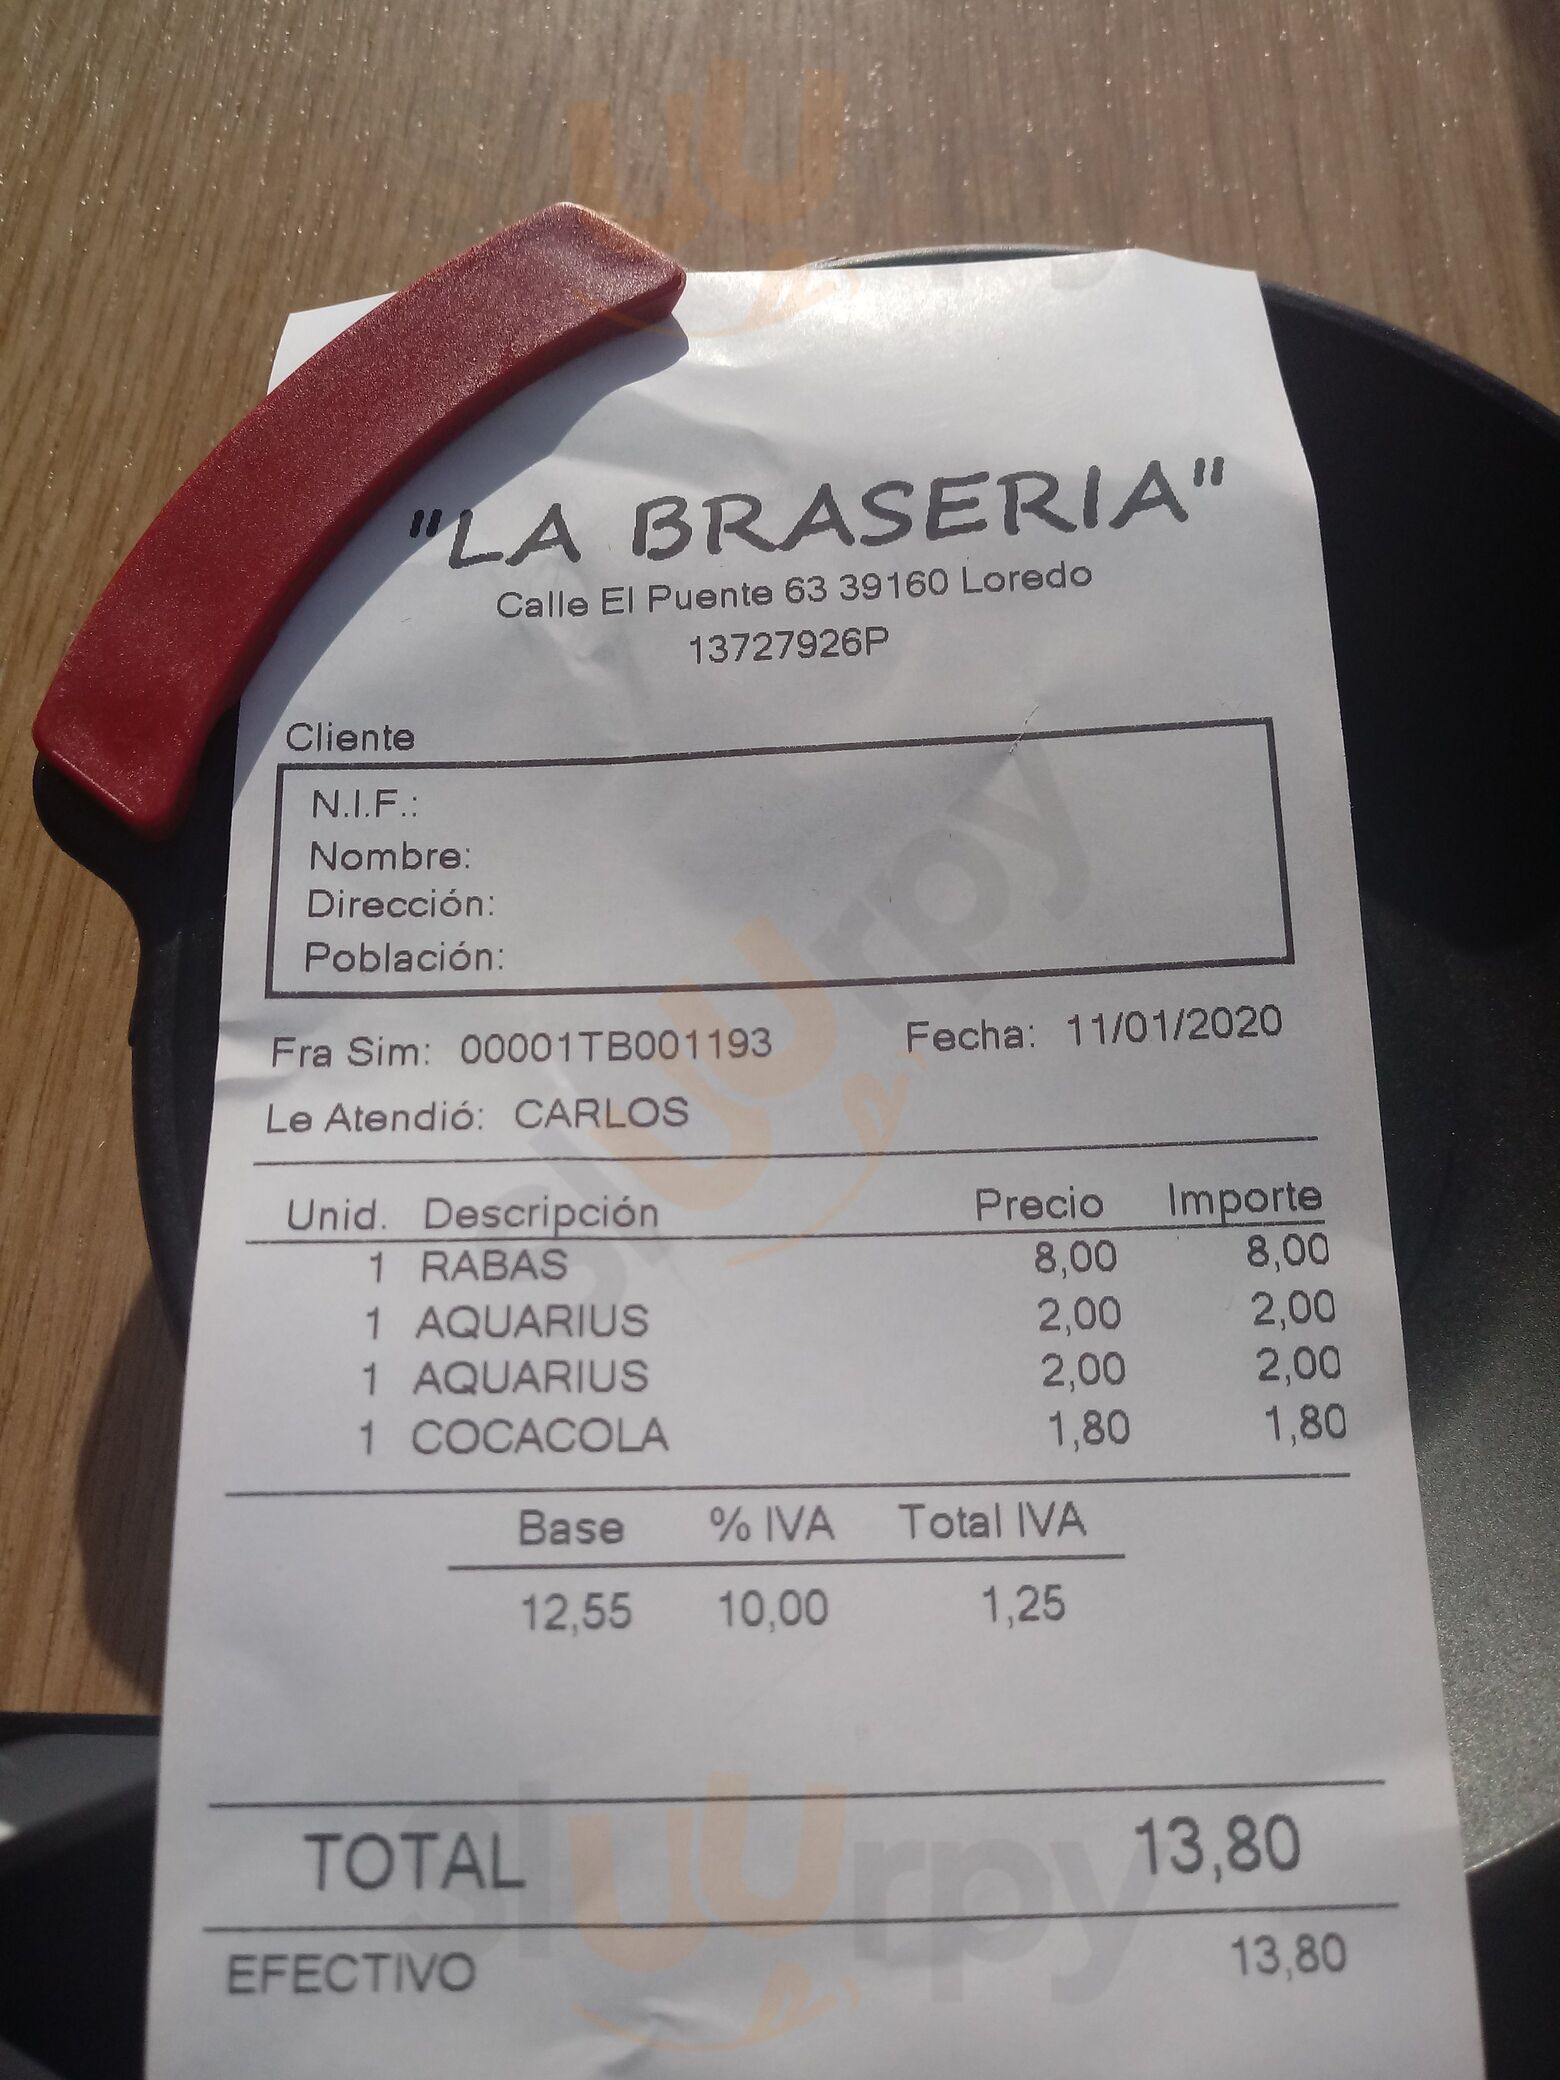 "LA BRASERIA"
Calle El Puente 63 39160 Loredo
13727926P
Cliente
N.I.F.:
Nombre:
Dirección:
Población:
Fra Sim: 00001TB001193 Fecha: 11/01/2020
Le Atendió: CARLOS
Unid. Descripción Precio Importe
1 RABAS 8,00 8,00
1 AQUARIUS 2,00 2,00
1 AQUARIUS 2,00 2,00
1 COCACOLA 1,80 1,80
Base % IVA Total IVA
12,55 10,00 1,25
TOTAL 13,80
EFECTIVO 13,80
sluurpy
sluurpy
sluurpy